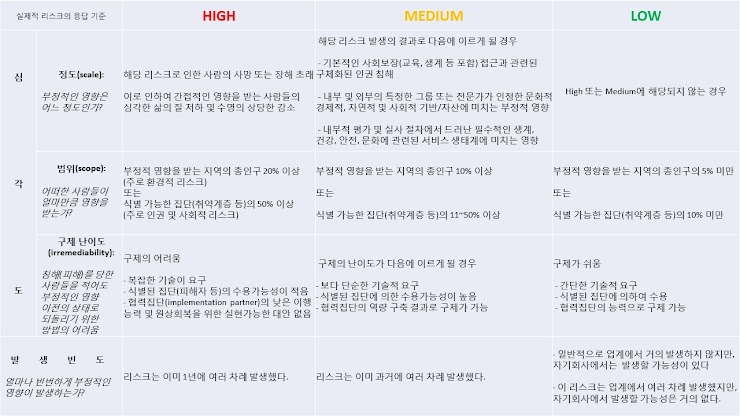 실제적 리스크의 응답 기준
HIGH
MEDIUM
LOW
심
각
도
정도(scale):
부정적인 영향은
어느 정도인가?
해당 리스크로 인한 사람의 사망 또는 장해 초래
이로 인하여 간접적인 영향을 받는 사람들의
심각한 삶의 질 저하 및 수명의 상당한 감소
해당 리스크 발생의 결과로 다음에 이르게 될 경우
- 기본적인 사회보장(교육, 생계 등 포함) 접근과 관련된
구체화된 인권 침해
- 내부 및 외부의 특정한 그룹 또는 전문가가 인정한 문화적
경제적, 자연적 및 사회적 기반/자산에 미치는 부정적 영향
- 내부적 평가 및 실사 절차에서 드러난 필수적인 생계,
건강, 안전, 문화에 관련된 서비스 생태계에 미치는 영향
High 또는 Medium에 해당되지 않는 경우
범위(scope):
어떠한 사람들이
얼마만큼 영향을
받는가?
부정적 영향을 받는 지역의 총인구 20% 이상
(주로 환경적 리스크)
또는
식별 가능한 집단(취약계증 등)의 50% 이상
(주로 인권 및 사회적 리스크)
부정적 영향을 받는 지역의 총인구 10% 이상
또는
식별 가능한 집단(취약계증 등)의 11~50% 이상
부정적 영향을 받는 지역의 총인구의 5% 미만
또는
식별 가능한 집단(취약계증 등)의 10% 미만
구제 난이도
(irremediability):
침해(피해)를 당한
사람들을 적어도
부정적인 영향
이전의 상태로
되돌리기 위한
방법의 어려움
구제의 어려움
- 복잡한 기술이 요구
- 식별된 집단(피해자 등)의 수용가능성이 적음
- 협력집단(implementation partner)의 낮은 이행
능력 및 원상회복을 위한 실현가능한 대안 없음
구제의 난이도가 다음에 이르게 될 경우
- 보다 단순한 기술적 요구
- 식별된 집단에 의한 수용가능성이 높음
- 협력집단의 역량 구축 결과로 구제가 가능
구제가 쉬움
- 간단한 기술적 요구
- 식별된 집단에 의하여 수용
- 협력집단의 능력으로 구제 가능
발 생 빈 도
얼마나 빈번하게 부정적인
영향이 발생하는가?
리스크는 이미 1년에 여러 차례 발생했다.
리스크는 이미 과거에 여러 차례 발생했다.
- 일반적으로 업계에서 거의 발생하지 않지만,
자기회사에서는 발생할 가능성이 있다
- 이 리스크는 업계에서 여러 차례 발생했지만,
자기회사에서 발생할 가능성은 거의 없다.